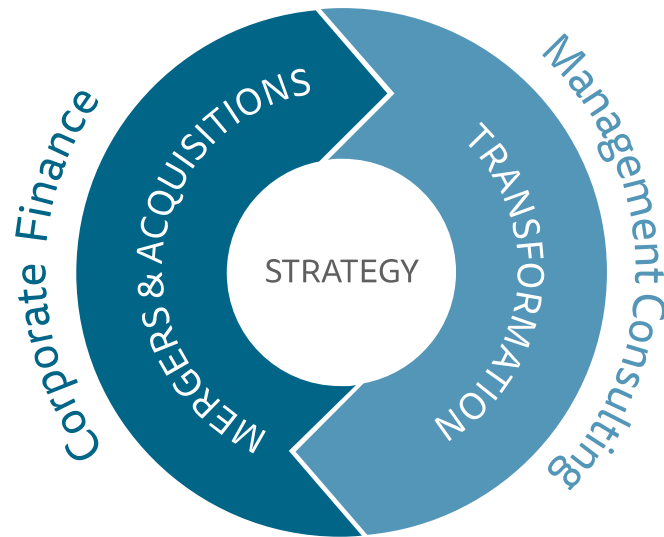 Corporate Finance
MERGERS & ACQUISITIONS
STRATEGY
TRANSFORMATION
Management Consulting